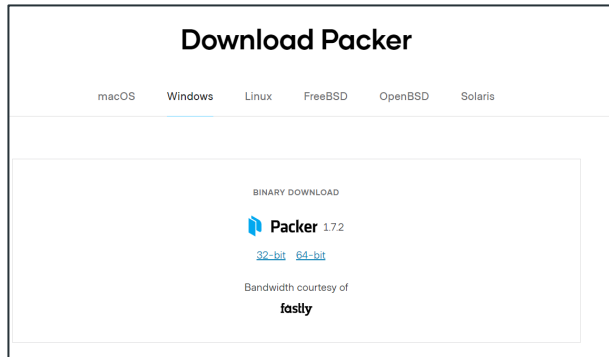 Download Packer
macOS Windows Linux FreeBSD OpenBSD Solaris
BINARY DOWNLOAD
Packer 1.7.2
32-bit 64-bit
Bandwidth courtesy of
fastly